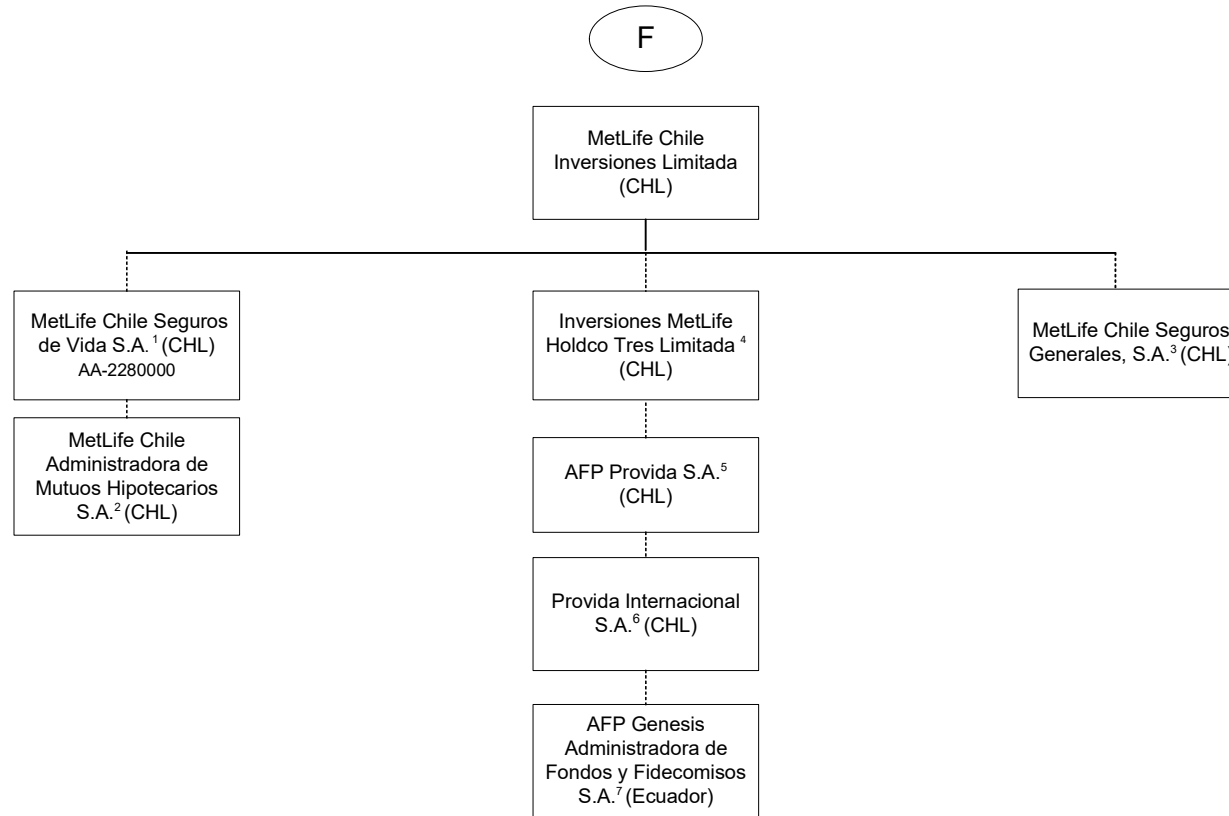 F
MetLife Chile
Inversiones Limitada
(CHL)
MetLife Chile Seguros
de Vida S.A.¹ (CHL)
AA-2280000
Inversiones MetLife
Holdco Tres Limitada ⁴
(CHL)
MetLife Chile Seguros
Generales, S.A.³ (CHL)
MetLife Chile
Administradora de
Mutuos Hipotecarios
S.A.² (CHL)
AFP Provida S.A.⁵
(CHL)
Provida Internacional
S.A.⁶ (CHL)
AFP Genesis
Administradora de
Fondos y Fidecomisos
S.A.⁷ (Ecuador)